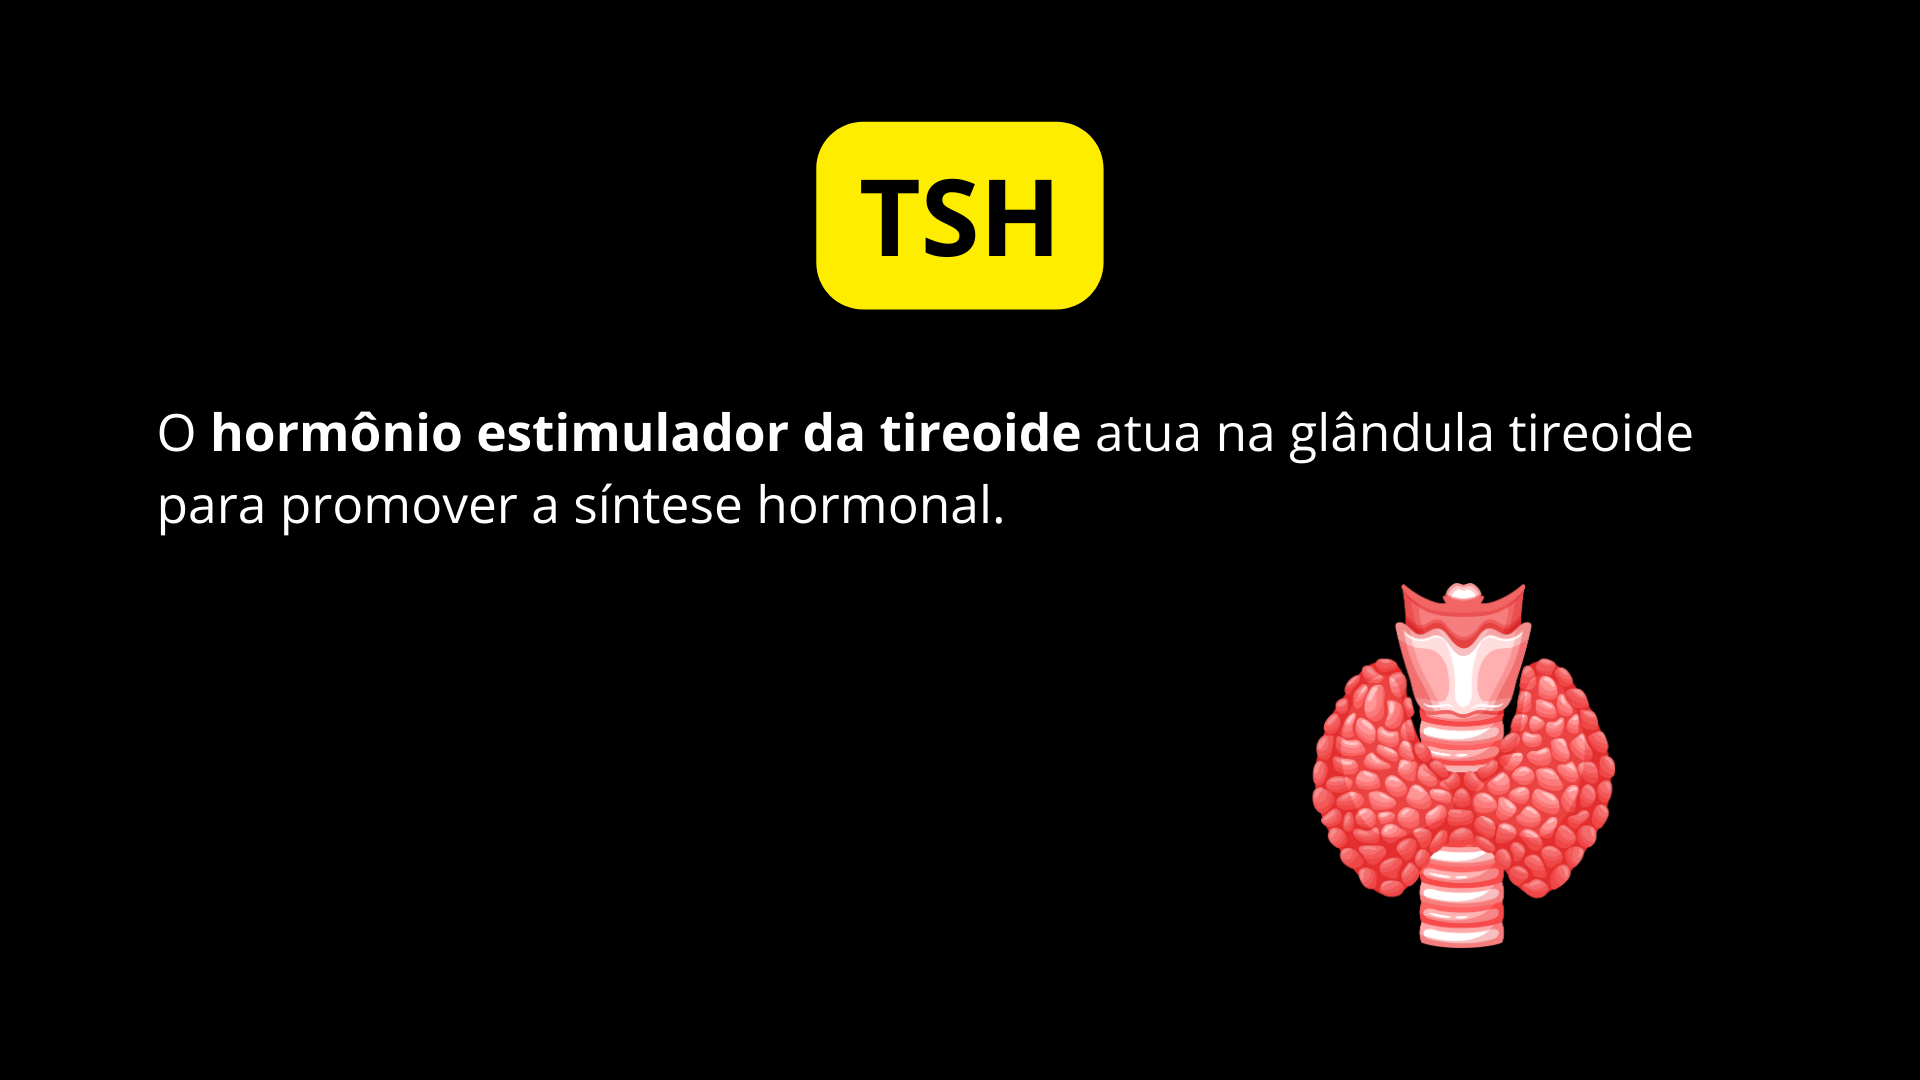 TSH
O hormônio estimulador da tireoide atua na glândula tireoide
para promover a síntese hormonal.